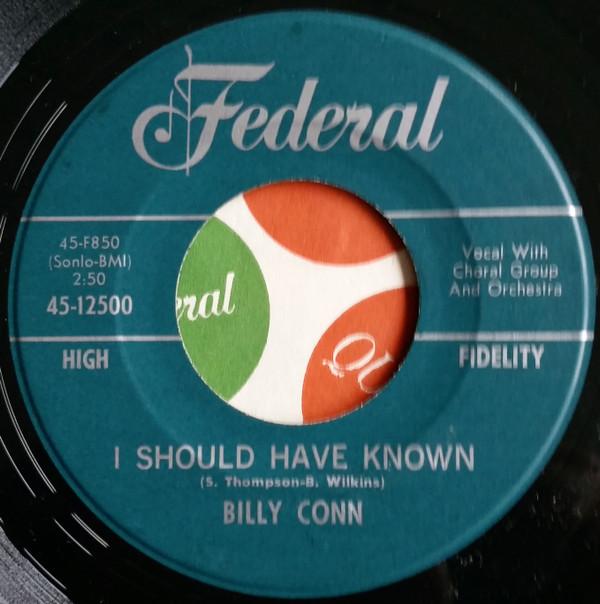 Federal
45-F850
(Sonlo-BMI)
2:50
45-12500
Vocal With
Choral Group
And Orchestra
eral
HIGH FIDELITY
I SHOULD HAVE KNOWN
(S. Thompson-B. Wilkins)
BILLY CONN